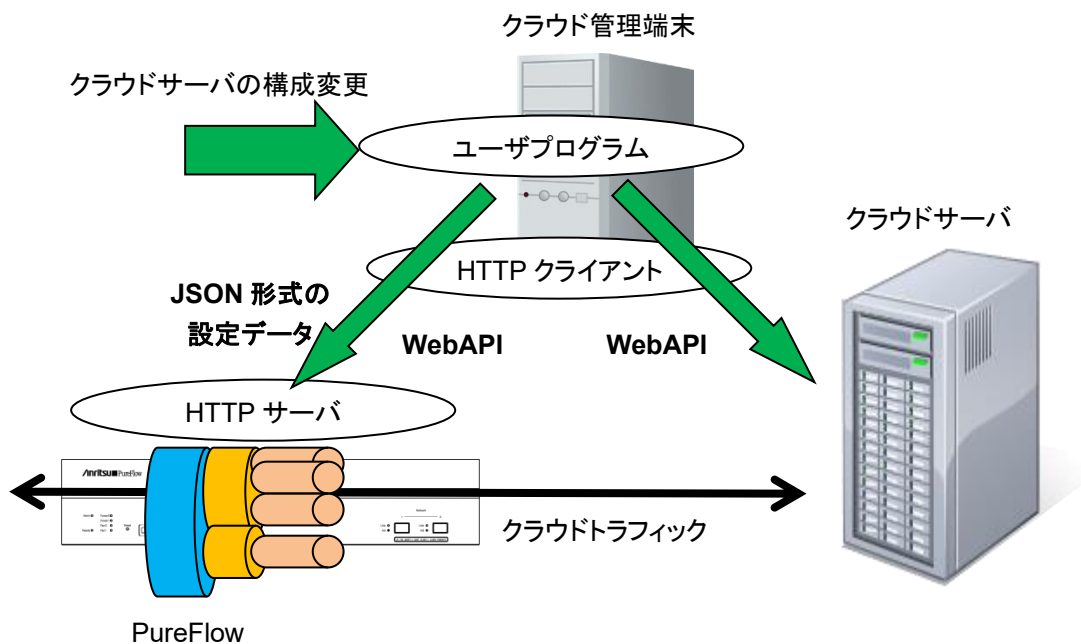 クラウド管理端末
クラウドサーバの構成変更
ユーザプログラム
クラウドサーバ
HTTP クライアント
JSON 形式の
設定データ
WebAPI
WebAPI
HTTP サーバ
Anritsu PureFlow
クラウドトラフィック
PureFlow